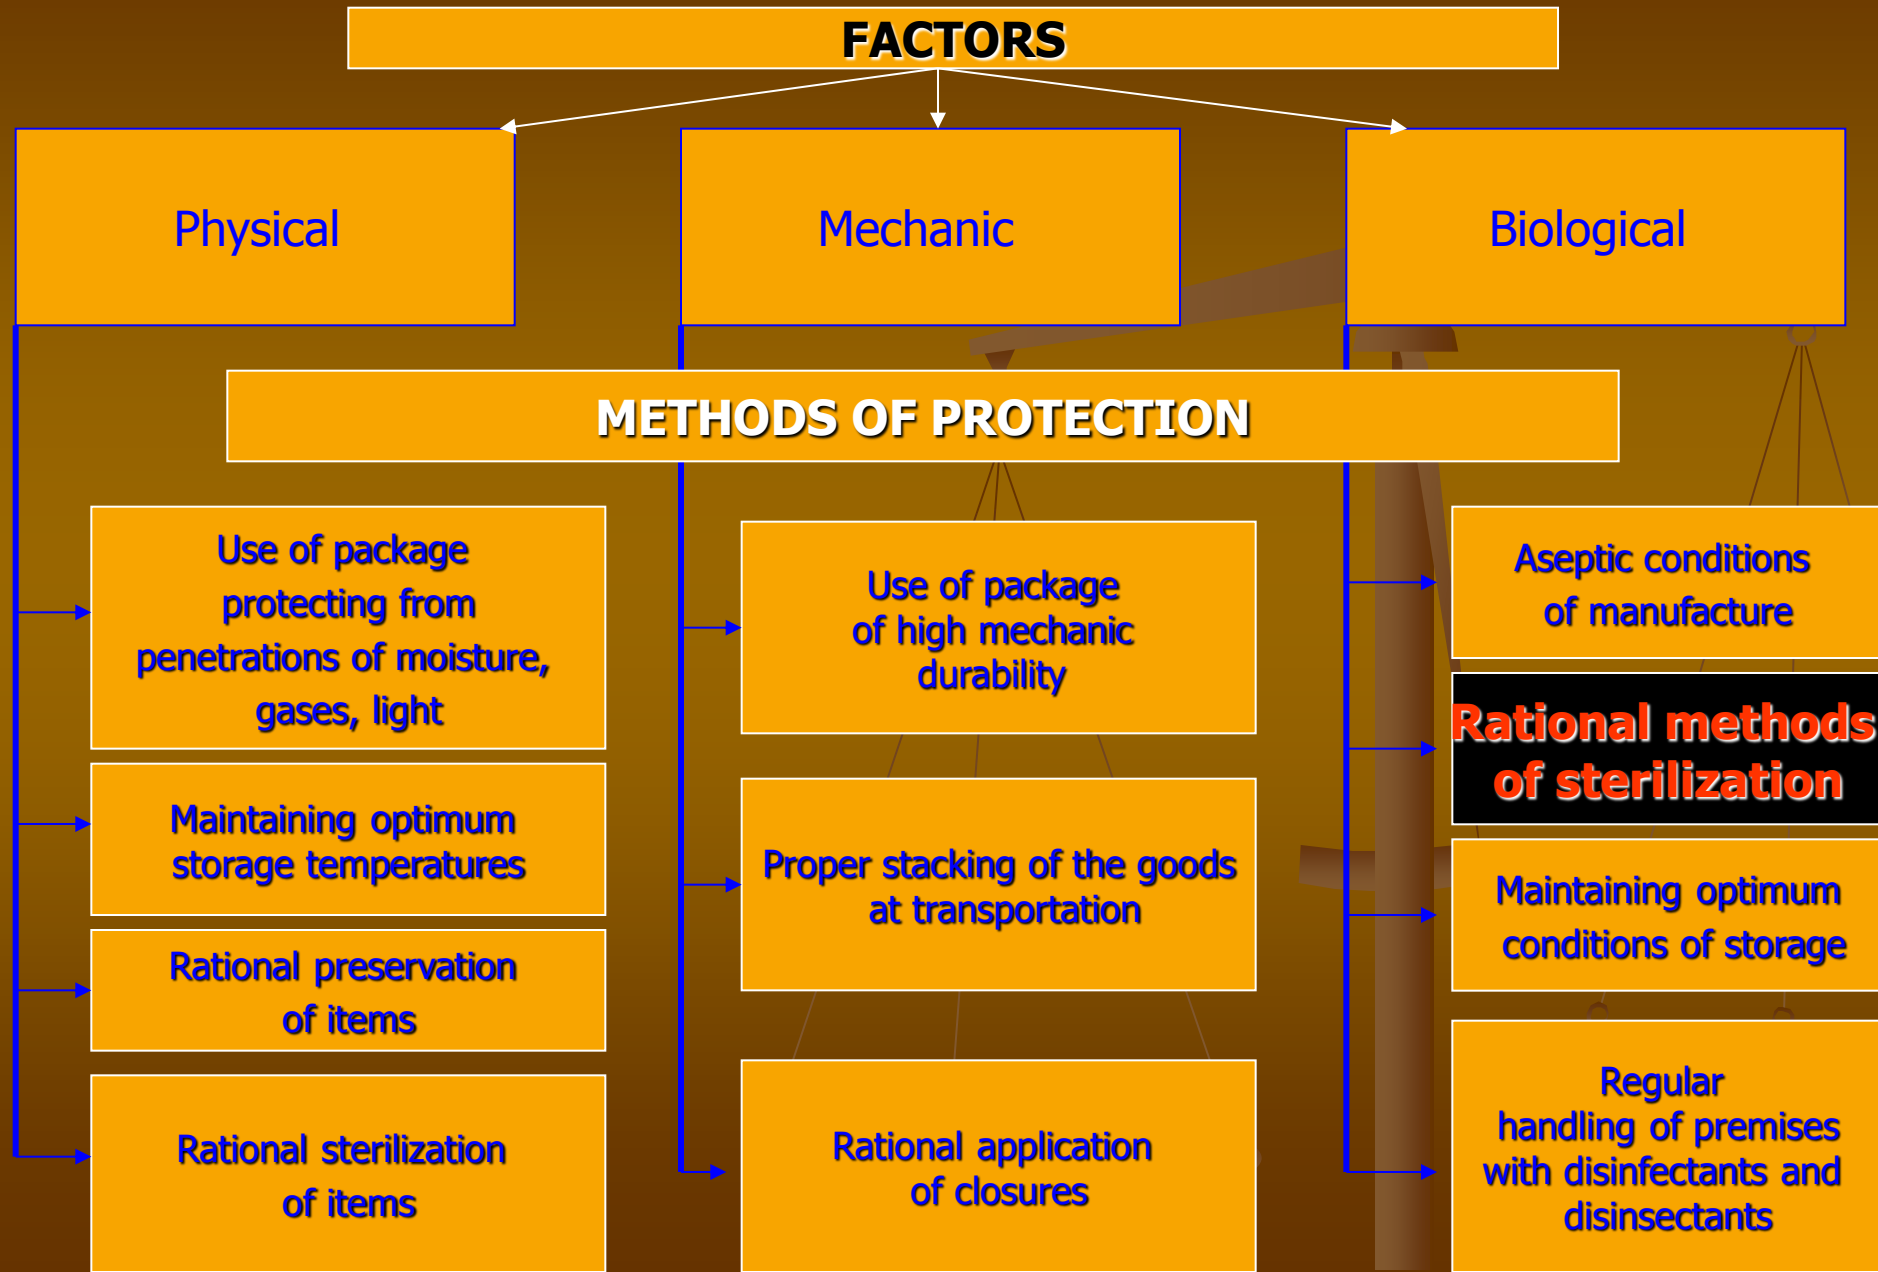 FACTORS
Physical
Mechanic
Biological
METHODS OF PROTECTION
Use of package
protecting from
penetrations of moisture,
gases, light
Maintaining optimum
storage temperatures
Rational preservation
of items
Rational sterilization
of items
Use of package
of high mechanic
durability
Proper stacking of the goods
at transportation
Rational application
of closures
Aseptic conditions
of manufacture
Rational methods
of sterilization
Maintaining optimum
conditions of storage
Regular
handling of premises
with disinfectants and
disinsectants